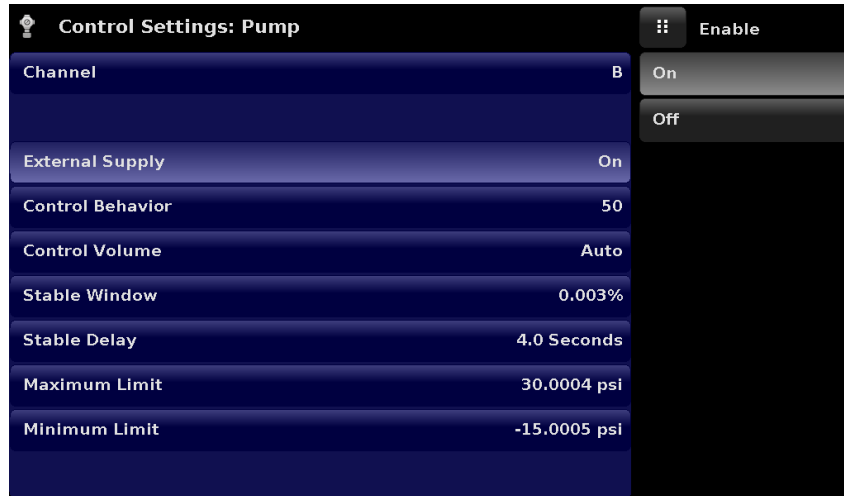 Control Settings: Pump
Channel B
External Supply On
Control Behavior 50
Control Volume Auto
Stable Window 0.003%
Stable Delay 4.0 Seconds
Maximum Limit 30.0004 psi
Minimum Limit -15.0005 psi
Enable
On
Off